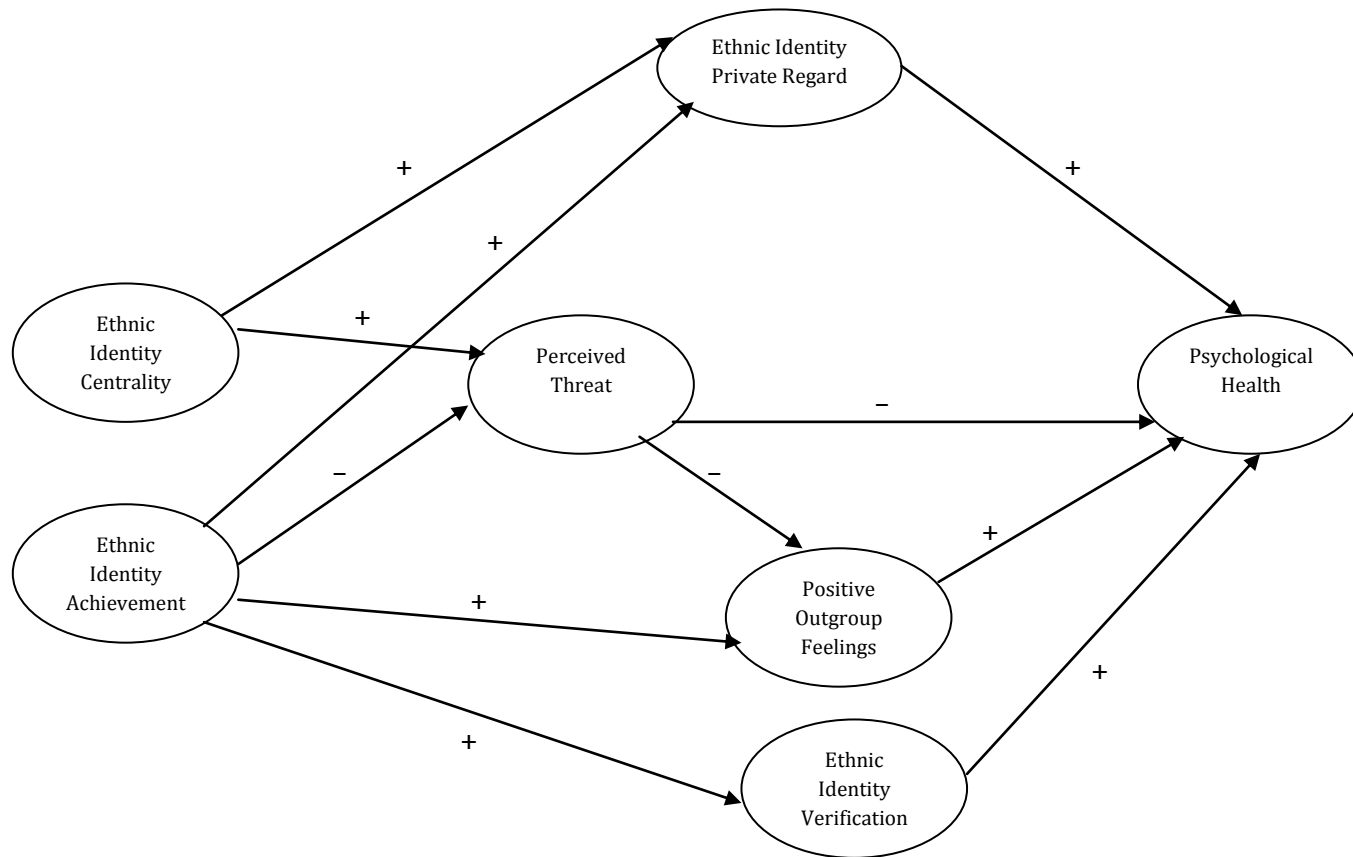 Ethnic Identity
Private Regard
+
+
+
+
Ethnic
Identity
Centrality
Perceived
Threat
Psychological
Health
–
–
–
Ethnic
Identity
Achievement
+
+
Positive
Outgroup
Feelings
+
+
Ethnic
Identity
Verification